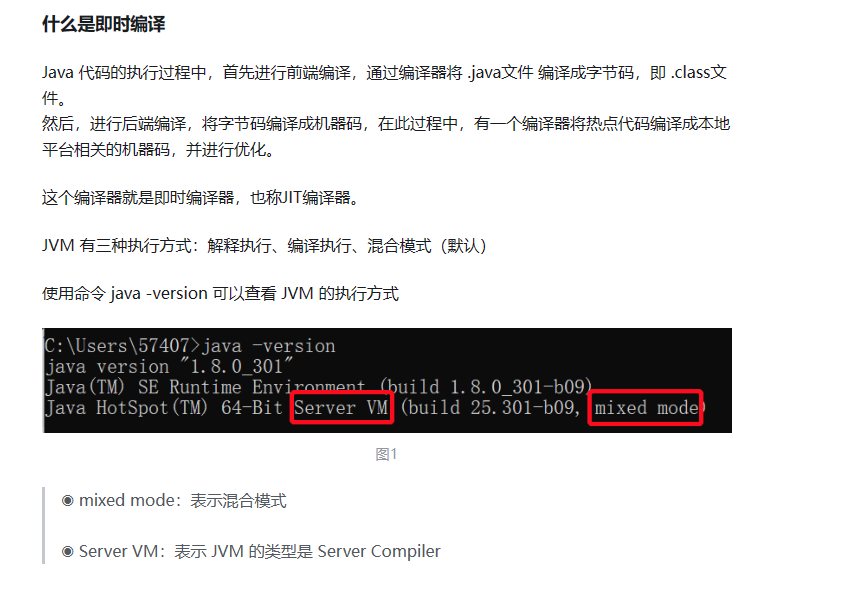 什么是即时编译
Java 代码的执行过程中，首先进行前端编译，通过编译器将 .java文件 编译成字节码，即 .class文
件。
然后，进行后端编译，将字节码编译成机器码，在此过程中，有一个编译器将热点代码编译成本地
平台相关的机器码，并进行优化。
这个编译器就是即时编译器，也称JIT编译器。
JVM 有三种执行方式：解释执行、编译执行、混合模式（默认）
使用命令 java -version 可以查看 JVM 的执行方式
C:\Users\57407>java -version
java version "1.8.0_301"
Java(TM) SE Runtime Environment (build 1.8.0_301-b09)
Java HotSpot(TM) 64-Bit Server VM (build 25.301-b09, mixed mode)
图1
◉ mixed mode：表示混合模式
◉ Server VM：表示 JVM 的类型是 Server Compiler